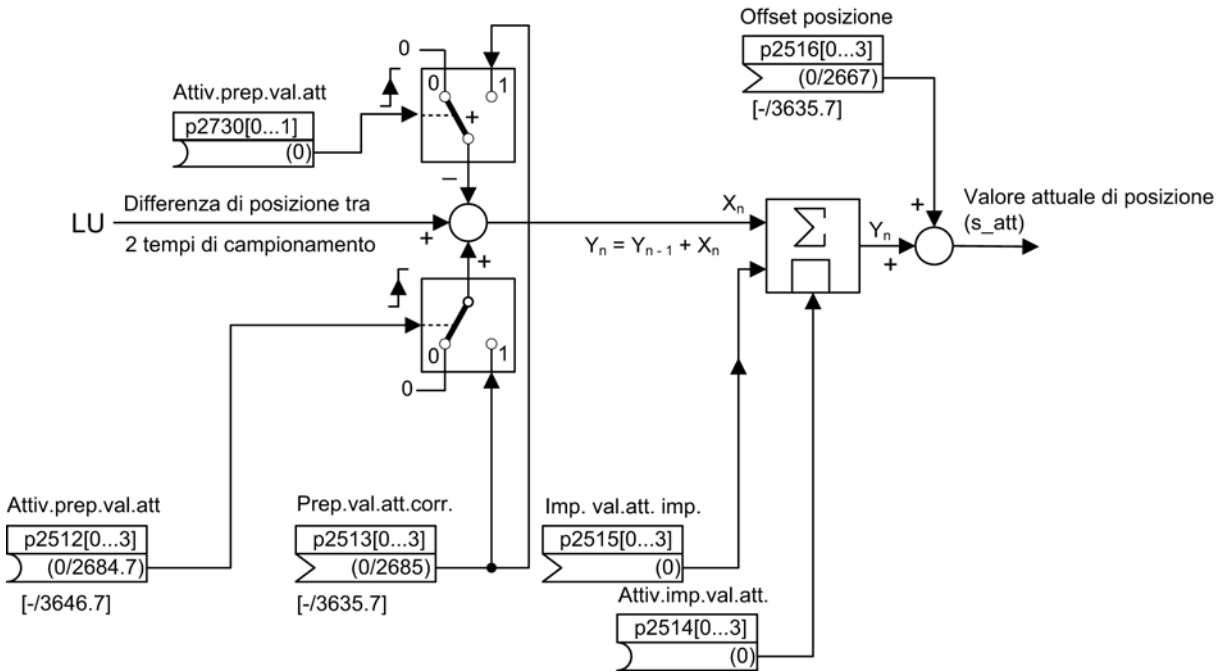 Offset posizione
p2516[0...3]
(0/2667)
[-/3635.7]
0
0
1
+
Attiv.prep.val.att
p2730[0...1]
(0)
–
LU
Differenza di posizione tra
2 tempi di campionamento
+
+
Xₙ
Yₙ = Yₙ₋₁ + Xₙ
Σ
Yₙ
+
+
Valore attuale di posizione
(s_att)
0
1
0
Attiv.prep.val.att
p2512[0...3]
(0/2684.7)
[-/3646.7]
Prep.val.att.corr.
p2513[0...3]
(0/2685)
[-/3635.7]
Imp. val.att. imp.
p2515[0...3]
(0)
Attiv.imp.val.att.
p2514[0...3]
(0)